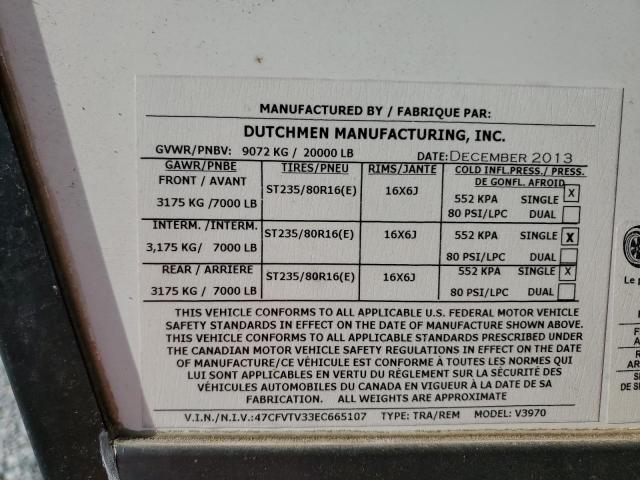 MANUFACTURED BY / FABRIQUE PAR:
DUTCHMEN MANUFACTURING, INC.
GVWR/PNBV: 9072 KG / 20000 LB DATE: DECEMBER 2013
GAWR/PNBE TIRES/PNEU RIMS/JANTE COLD INFL.PRESS./ PRESS.
DE GONFL. AFROID
FRONT / AVANT ST235/80R16(E) 16X6J 552 KPA SINGLE X
3175 KG /7000 LB 80 PSI/LPC DUAL
INTERM. /INTERM. ST235/80R16(E) 16X6J 552 KPA SINGLE X
3,175 KG/ 7000 LB 80 PSI/LPC DUAL
REAR / ARRIERE ST235/80R16(E) 16X6J 552 KPA SINGLE X
3175 KG / 7000 LB 80 PSI/LPC DUAL
THIS VEHICLE CONFORMS TO ALL APPLICABLE U.S. FEDERAL MOTOR VEHICLE
SAFETY STANDARDS IN EFFECT ON THE DATE OF MANUFACTURE SHOWN ABOVE.
THIS VEHICLE CONFORMS TO ALL APPLICABLE STANDARDS PRESCRIBED UNDER
THE CANADIAN MOTOR VEHICLE SAFETY REGULATIONS IN EFFECT ON THE DATE
OF MANUFACTURE/CE VÉHICULE EST CONFORME À TOUTES LES NORMES QUI
LUI SONT APPLICABLES EN VERTU DU RÈGLEMENT SUR LA SÉCURITÉ DES
VÉHICULES AUTOMOBILES DU CANADA EN VIGUEUR À LA DATE DE SA
FABRICATION. ALL WEIGHTS ARE APPROXIMATE
V.I.N./N.I.V.:47CFVTV33EC665107 TYPE: TRA/REM MODEL: V3970
Le p